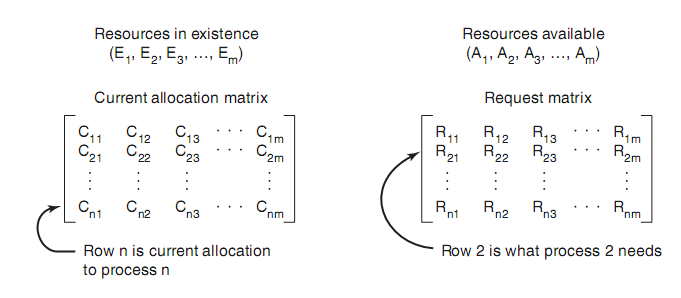 Resources in existence
(E1, E2, E3, ..., Em)
Current allocation matrix
C11 C12 C13 · · · C1m
C21 C22 C23 · · · C2m
⋮ ⋮ ⋮ ⋮
Cn1 Cn2 Cn3 · · · Cnm
Row n is current allocation
to process n
Resources available
(A1, A2, A3, ..., Am)
Request matrix
R11 R12 R13 · · · R1m
R21 R22 R23 · · · R2m
⋮ ⋮ ⋮ ⋮
Rn1 Rn2 Rn3 · · · Rnm
Row 2 is what process 2 needs